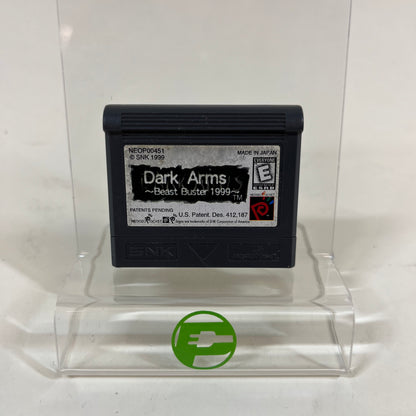 NEOP00451
© SNK 1999
MADE IN JAPAN
EVERYONE
E
ESRB
Dark Arms
~Beast Buster 1999~
PATENTS PENDING
U.S. Patent. Des. 412,187
SNK